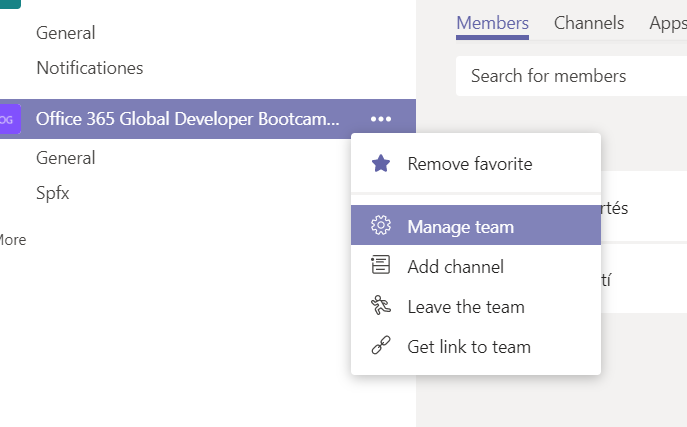 General
Notificationes
OG
Office 365 Global Developer Bootcam...
General
Spfx
More
Members Channels Apps
Search for members
Remove favorite
Manage team
Add channel
Leave the team
Get link to team
rtés
tí